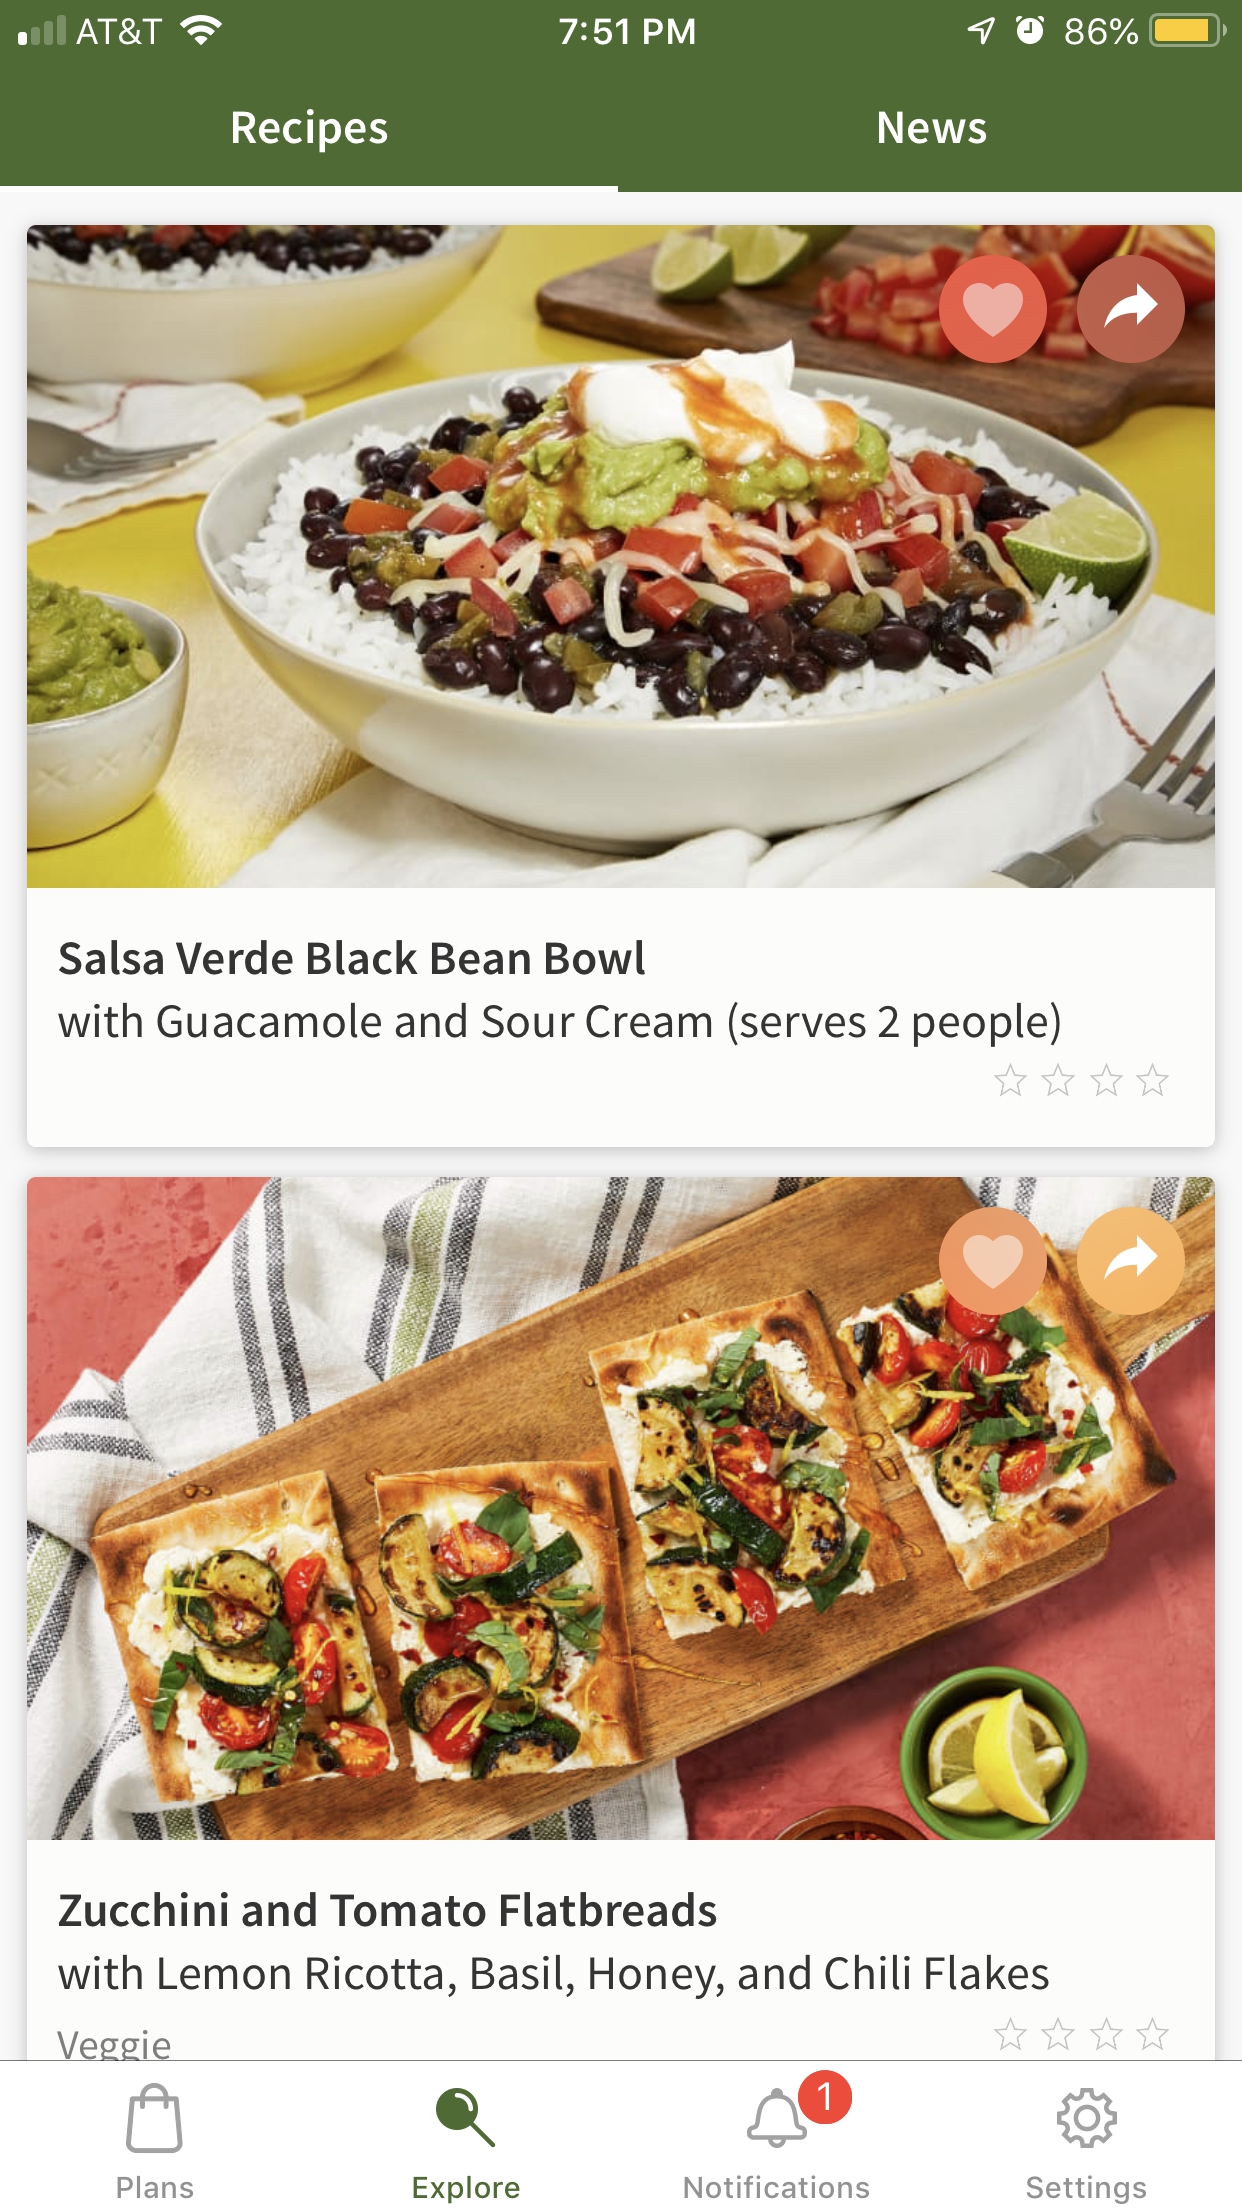 AT&T 7:51 PM 86%
Recipes News
Salsa Verde Black Bean Bowl
with Guacamole and Sour Cream (serves 2 people)
Zucchini and Tomato Flatbreads
with Lemon Ricotta, Basil, Honey, and Chili Flakes
Veggie
1
Plans Explore Notifications Settings